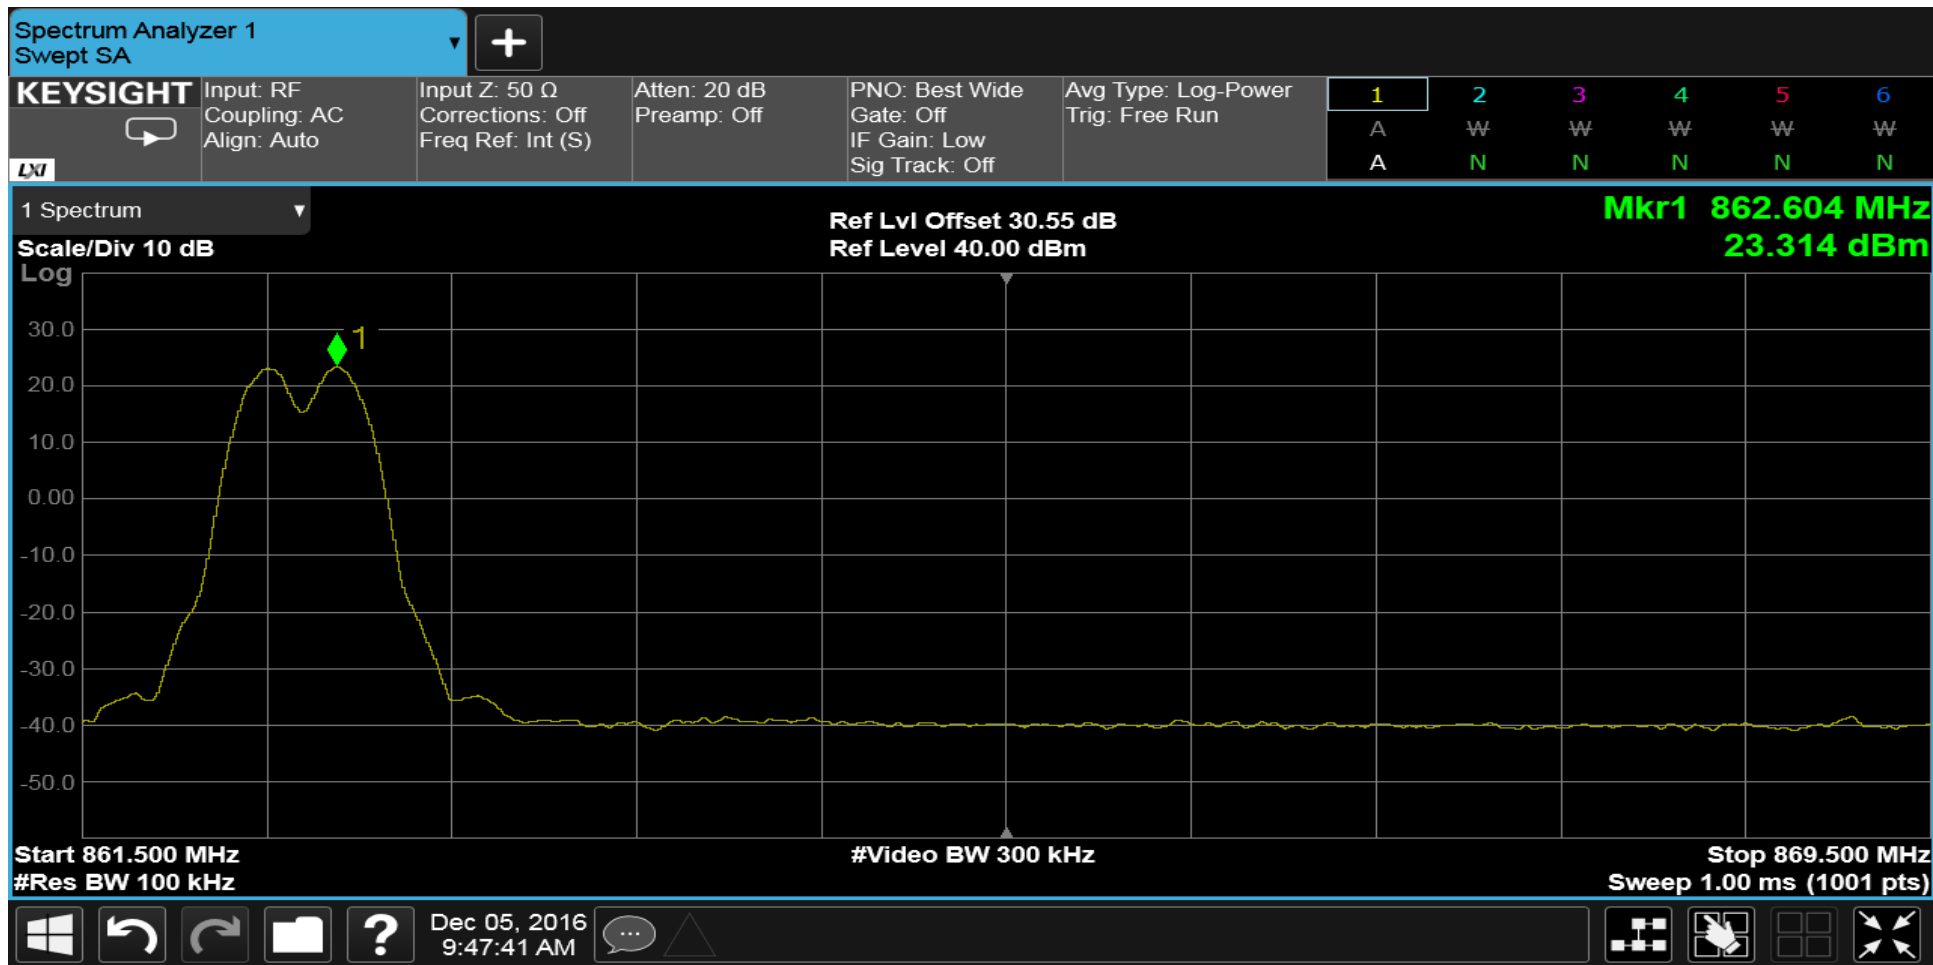 Spectrum Analyzer 1
Swept SA
KEYSIGHT
LXI
Input: RF
Coupling: AC
Align: Auto
Input Z: 50 Ω
Corrections: Off
Freq Ref: Int (S)
Atten: 20 dB
Preamp: Off
PNO: Best Wide
Gate: Off
IF Gain: Low
Sig Track: Off
Avg Type: Log-Power
Trig: Free Run
1 2 3 4 5 6
A W W W W W
A N N N N N
1 Spectrum
Scale/Div 10 dB
Log
Ref Lvl Offset 30.55 dB
Ref Level 40.00 dBm
Mkr1 862.604 MHz
23.314 dBm
1
30.0
20.0
10.0
0.00
-10.0
-20.0
-30.0
-40.0
-50.0
Start 861.500 MHz
#Res BW 100 kHz
#Video BW 300 kHz
Stop 869.500 MHz
Sweep 1.00 ms (1001 pts)
?
Dec 05, 2016
9:47:41 AM